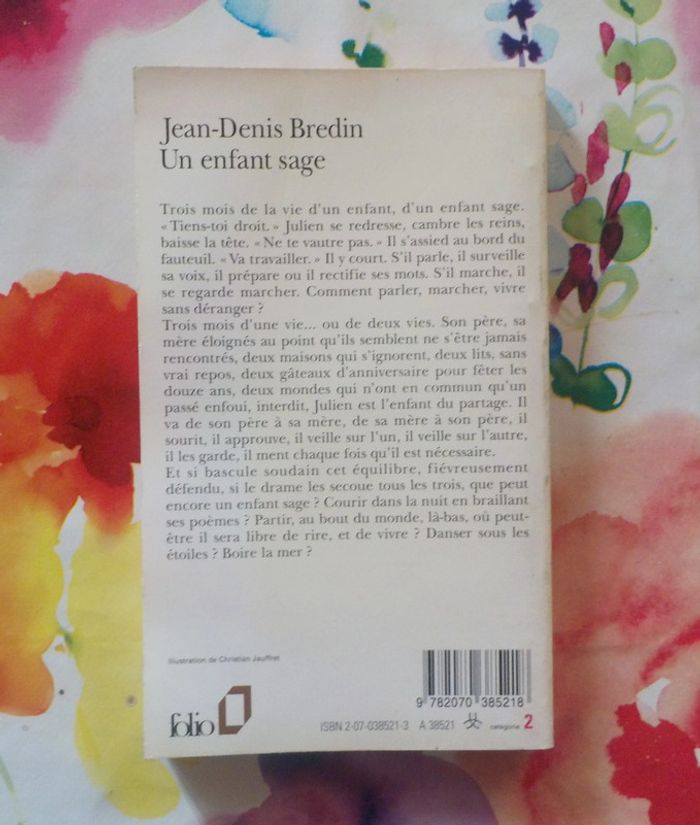 Jean-Denis Bredin
Un enfant sage
Trois mois de la vie d'un enfant, d'un enfant sage.
« Tiens-toi droit. » Julien se redresse, cambre les reins,
baisse la tête. « Ne te vautre pas. » Il s'assied au bord du
fauteuil. « Va travailler. » Il y court. S'il parle, il surveille
sa voix, il prépare ou il rectifie ses mots. S'il marche, il
se regarde marcher. Comment parler, marcher, vivre
sans déranger ?
Trois mois d'une vie... ou de deux vies. Son père, sa
mère éloignés au point qu'ils semblent ne s'être jamais
rencontrés, deux maisons qui s'ignorent, deux lits, sans
vrai repos, deux gâteaux d'anniversaire pour fêter les
douze ans, deux mondes qui n'ont en commun qu'un
passé enfoui, interdit, Julien est l'enfant du partage. Il
va de son père à sa mère, de sa mère à son père, il
sourit, il approuve, il veille sur l'un, il veille sur l'autre,
il les garde, il ment chaque fois qu'il est nécessaire.
Et si bascule soudain cet équilibre, fiévreusement
défendu, si le drame les secoue tous les trois, que peut
encore un enfant sage ? Courir dans la nuit en braillant
ses poèmes ? Partir, au bout du monde, là-bas, où peut-
être il sera libre de rire, et de vivre ? Danser sous les
étoiles ? Boire la mer ?
Illustration de Christian Jauffret
9 782070 385218
folio
ISBN 2-07-038521-3 A 38521 catégorie 2